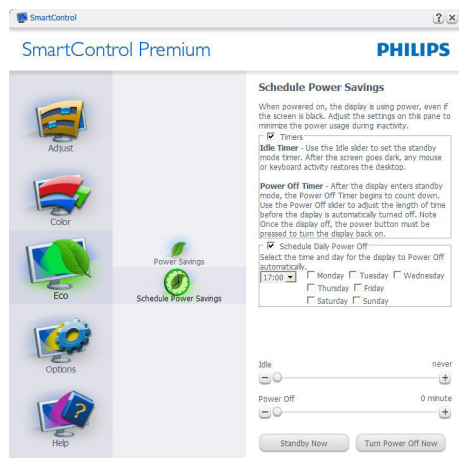 SmartControl
? ×
SmartControl Premium
PHILIPS
Adjust
Color
Eco
Options
Help
Power Savings
Schedule Power Savings
Schedule Power Savings
When powered on, the display is using power, even if
the screen is black. Adjust the settings on this pane to
minimize the power usage during inactivity.
Timers
Idle Timer - Use the Idle slider to set the standby
mode timer. After the screen goes dark, any mouse
or keyboard activity restores the desktop.
Power Off Timer - After the display enters standby
mode, the Power Off Timer begins to count down.
Use the Power Off slider to adjust the length of time
before the display is automatically turned off. Note
Once the display off, the power button must be
pressed to turn the display back on.
Schedule Daily Power Off
Select the time and day for the display to Power Off
automatically.
17:00 Monday Tuesday Wednesday
Thursday Friday
Saturday Sunday
Idle never
− +
Power Off 0 minute
− +
Standby Now Turn Power Off Now